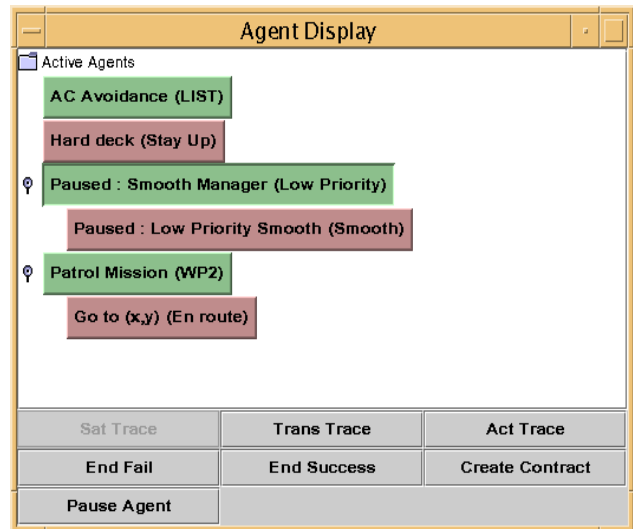 Agent Display
Active Agents
AC Avoidance (LIST)
Hard deck (Stay Up)
Paused : Smooth Manager (Low Priority)
Paused : Low Priority Smooth (Smooth)
Patrol Mission (WP2)
Go to (x,y) (En route)
Sat Trace Trans Trace Act Trace
End Fail End Success Create Contract
Pause Agent